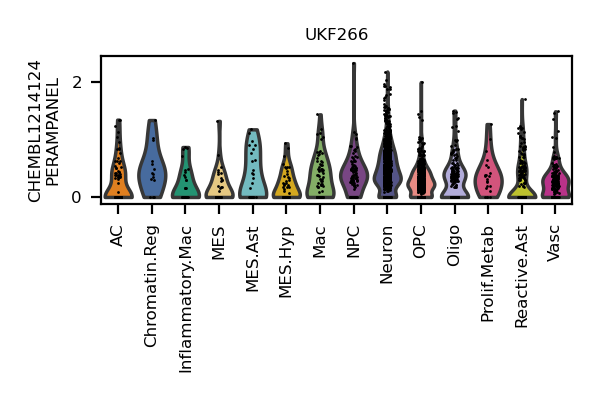 UKF266
CHEMBL1214124
PERAMPANEL
2
0
AC
Chromatin.Reg
Inflammatory.Mac
MES
MES.Ast
MES.Hyp
Mac
NPC
Neuron
OPC
Oligo
Prolif.Metab
Reactive.Ast
Vasc